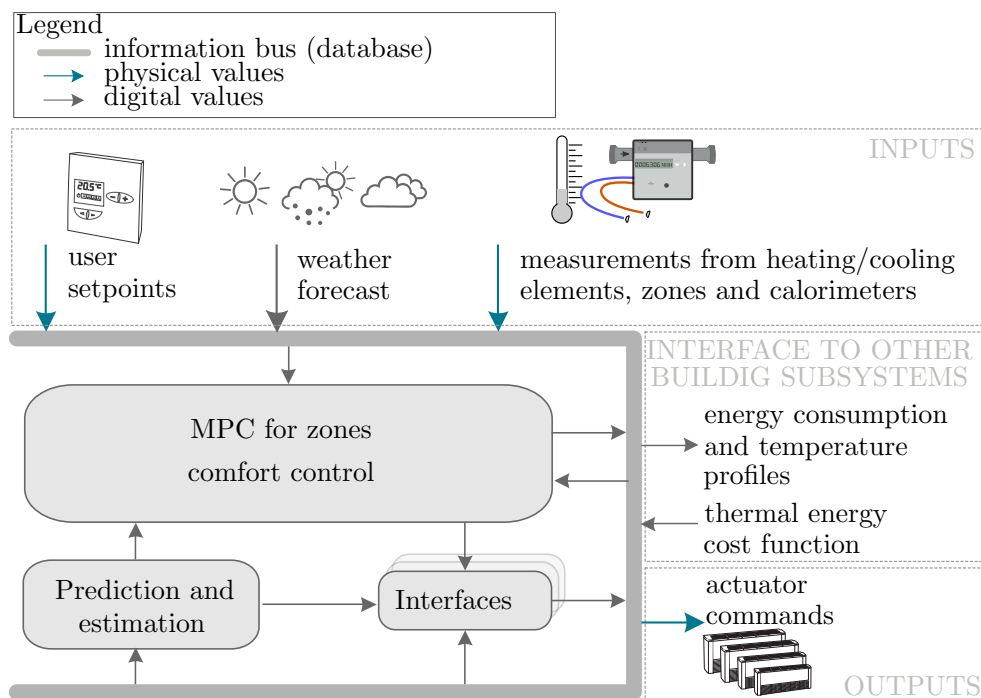 Legend
information bus (database)
physical values
digital values
INPUTS
20.5°c
user
setpoints
weather
forecast
measurements from heating/cooling
elements, zones and calorimeters
INTERFACE TO OTHER
BUILDIG SUBSYSTEMS
MPC for zones
comfort control
energy consumption
and temperature
profiles
thermal energy
cost function
Prediction and
estimation
Interfaces
actuator
commands
OUTPUTS